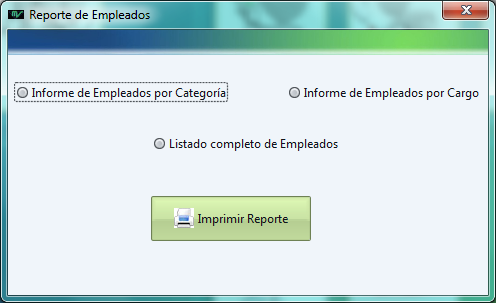 Reporte de Empleados
Informe de Empleados por Categoría
Informe de Empleados por Cargo
Listado completo de Empleados
Imprimir Reporte